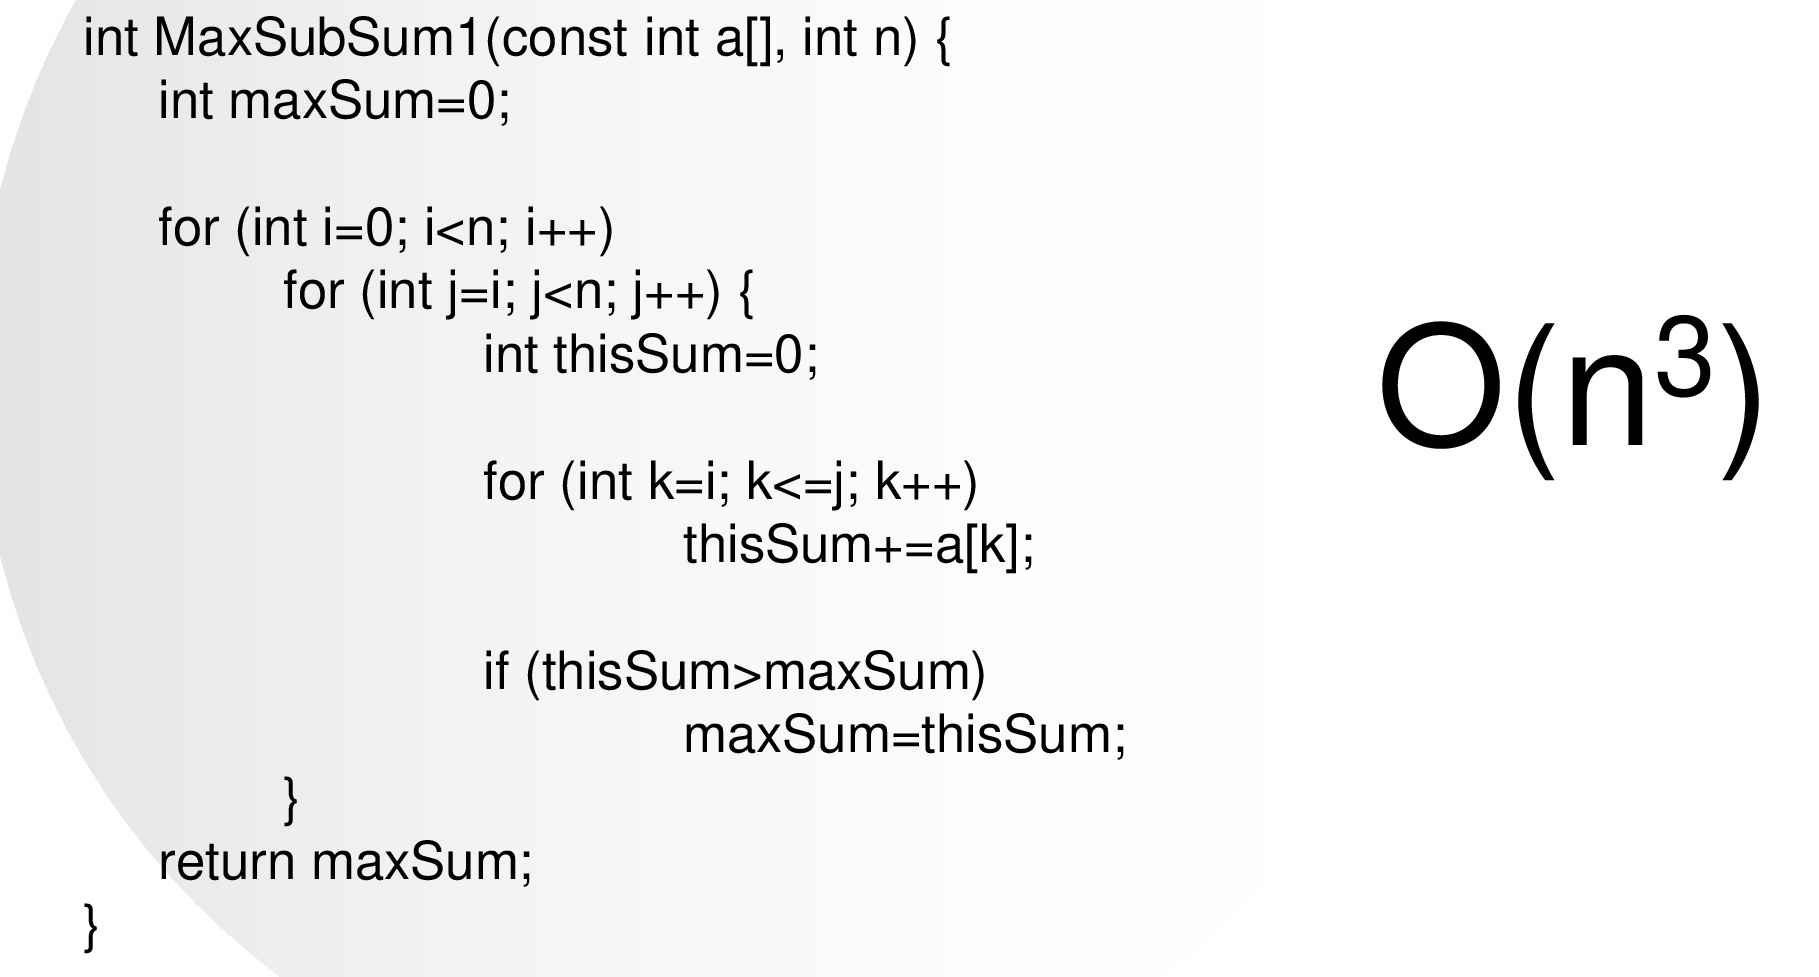 int MaxSubSum1(const int a[], int n) {
int maxSum=0;
for (int i=0; i<n; i++)
for (int j=i; j<n; j++) {
int thisSum=0;
for (int k=i; k<=j; k++)
thisSum+=a[k];
if (thisSum>maxSum)
maxSum=thisSum;
}
return maxSum;
}
O(n³)